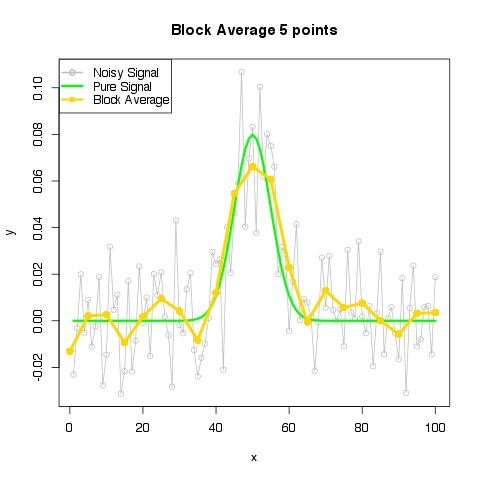 Block Average 5 points
Noisy Signal
Pure Signal
Block Average
y
0.10
0.08
0.06
0.04
0.02
0.00
-0.02
0 20 40 60 80 100
x